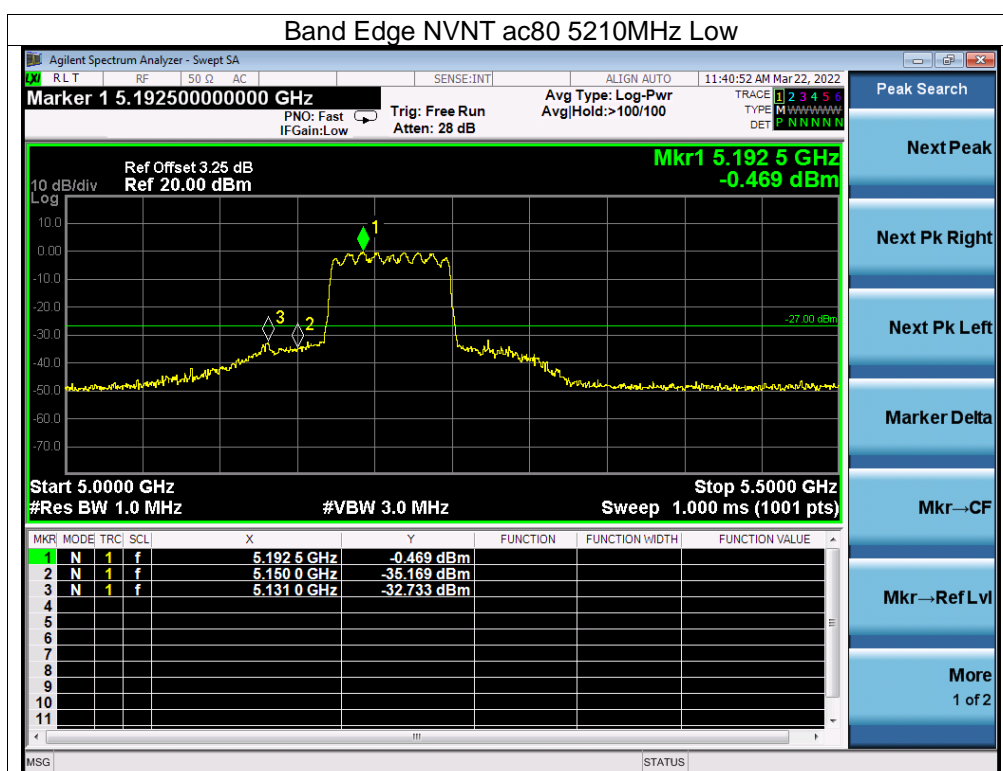 Band Edge NVNT ac80 5210MHz Low
Agilent Spectrum Analyzer - Swept SA
LXI RLT RF 50 Ω AC SENSE:INT ALIGN AUTO 11:40:52 AM Mar 22, 2022
Marker 1 5.192500000000 GHz
PNO: Fast
IFGain:Low
Trig: Free Run
Atten: 28 dB
Avg Type: Log-Pwr
Avg|Hold:>100/100
TRACE 1 2 3 4 5 6
TYPE M W W W W W
DET P N N N N N
Mkr1 5.192 5 GHz
-0.469 dBm
Ref Offset 3.25 dB
10 dB/div Ref 20.00 dBm
Log
10.0
0.00
-10.0
-20.0
-30.0
-40.0
-50.0
-60.0
-70.0
1
3
2
-27.00 dBm
Start 5.0000 GHz Stop 5.5000 GHz
#Res BW 1.0 MHz #VBW 3.0 MHz Sweep 1.000 ms (1001 pts)
MKR MODE TRC SCL X Y FUNCTION FUNCTION WIDTH FUNCTION VALUE
1 N 1 f 5.192 5 GHz -0.469 dBm
2 N 1 f 5.150 0 GHz -35.169 dBm
3 N 1 f 5.131 0 GHz -32.733 dBm
4
5
6
7
8
9
10
11
MSG STATUS
Peak Search
Next Peak
Next Pk Right
Next Pk Left
Marker Delta
Mkr→CF
Mkr→Ref Lvl
More
1 of 2